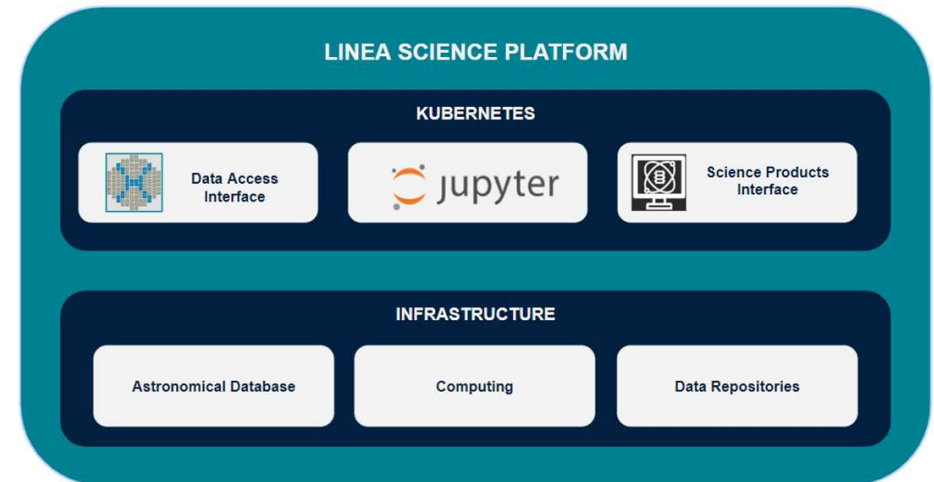 LINEA SCIENCE PLATFORM
KUBERNETES
Data Access
Interface
jupyter
Science Products
Interface
INFRASTRUCTURE
Astronomical Database
Computing
Data Repositories